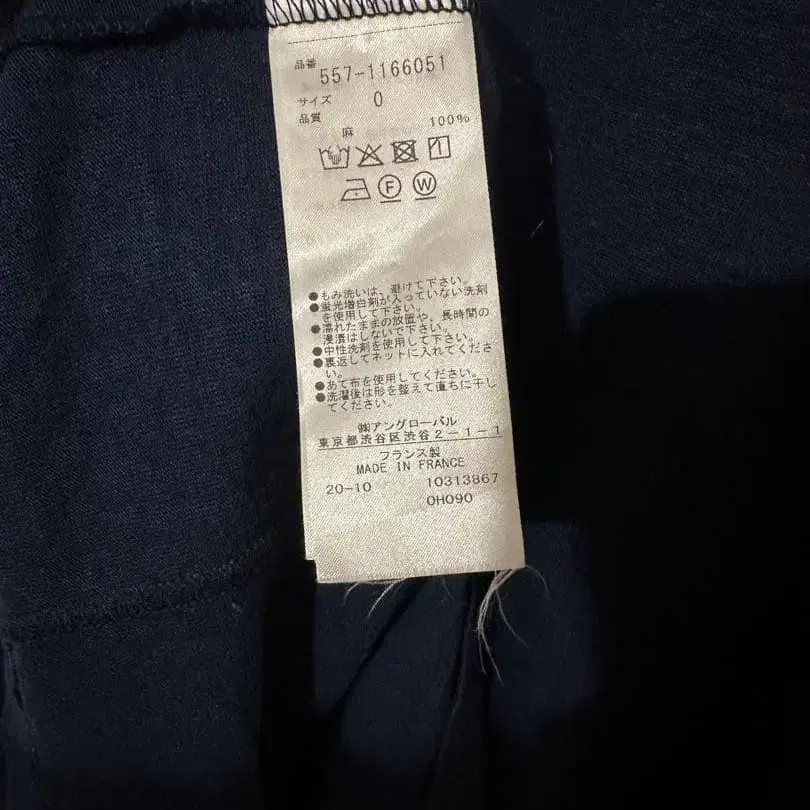 品番 557-1166051
サイズ 0
品質
麻 100%
F W
●もみ洗いは、避けて下さい。
●蛍光増白剤が入っていない洗剤
を使用して下さい。
●濡れたままの放置や、長時間の
浸漬はしないで下さい。
●中性洗剤を使用して下さい。
●裏返してネットに入れてくださ
い。
●あて布を使用してください。
●洗濯後は形を整えて直ちに干し
てください。
㈱アングローバル
東京都渋谷区渋谷2-1-1
フランス製
MADE IN FRANCE
20-10 10313867
0H090